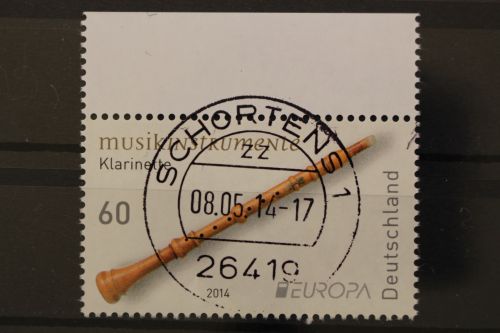 musikinstrumente
Klarinette
60
SCHORTENS 1
22
08.05.14-17
26419
2014
EUROPA
Deutschland